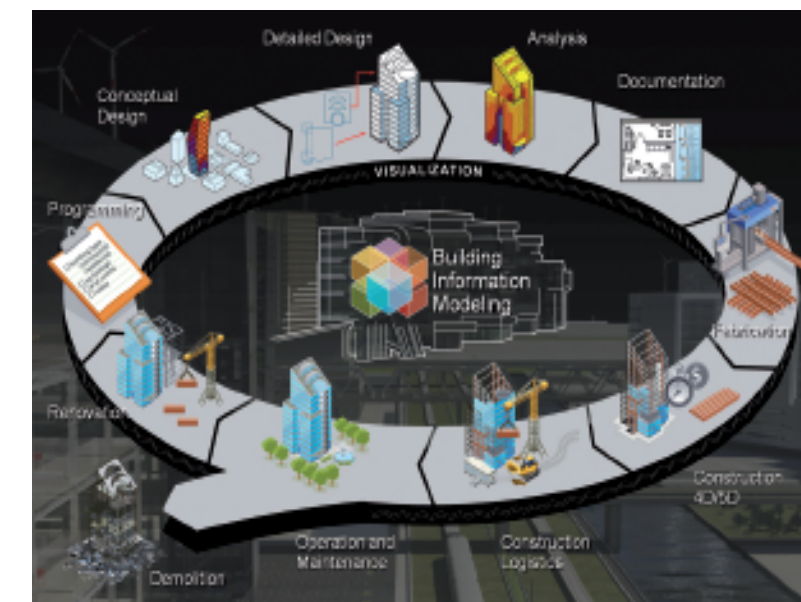 Detailed Design
Analysis
Conceptual
Design
Documentation
VISUALIZATION
Programming
Building
Information
Modeling
Fabrication
Renovation
Construction
4D/5D
Operation and
Maintenance
Construction
Logistics
Demolition